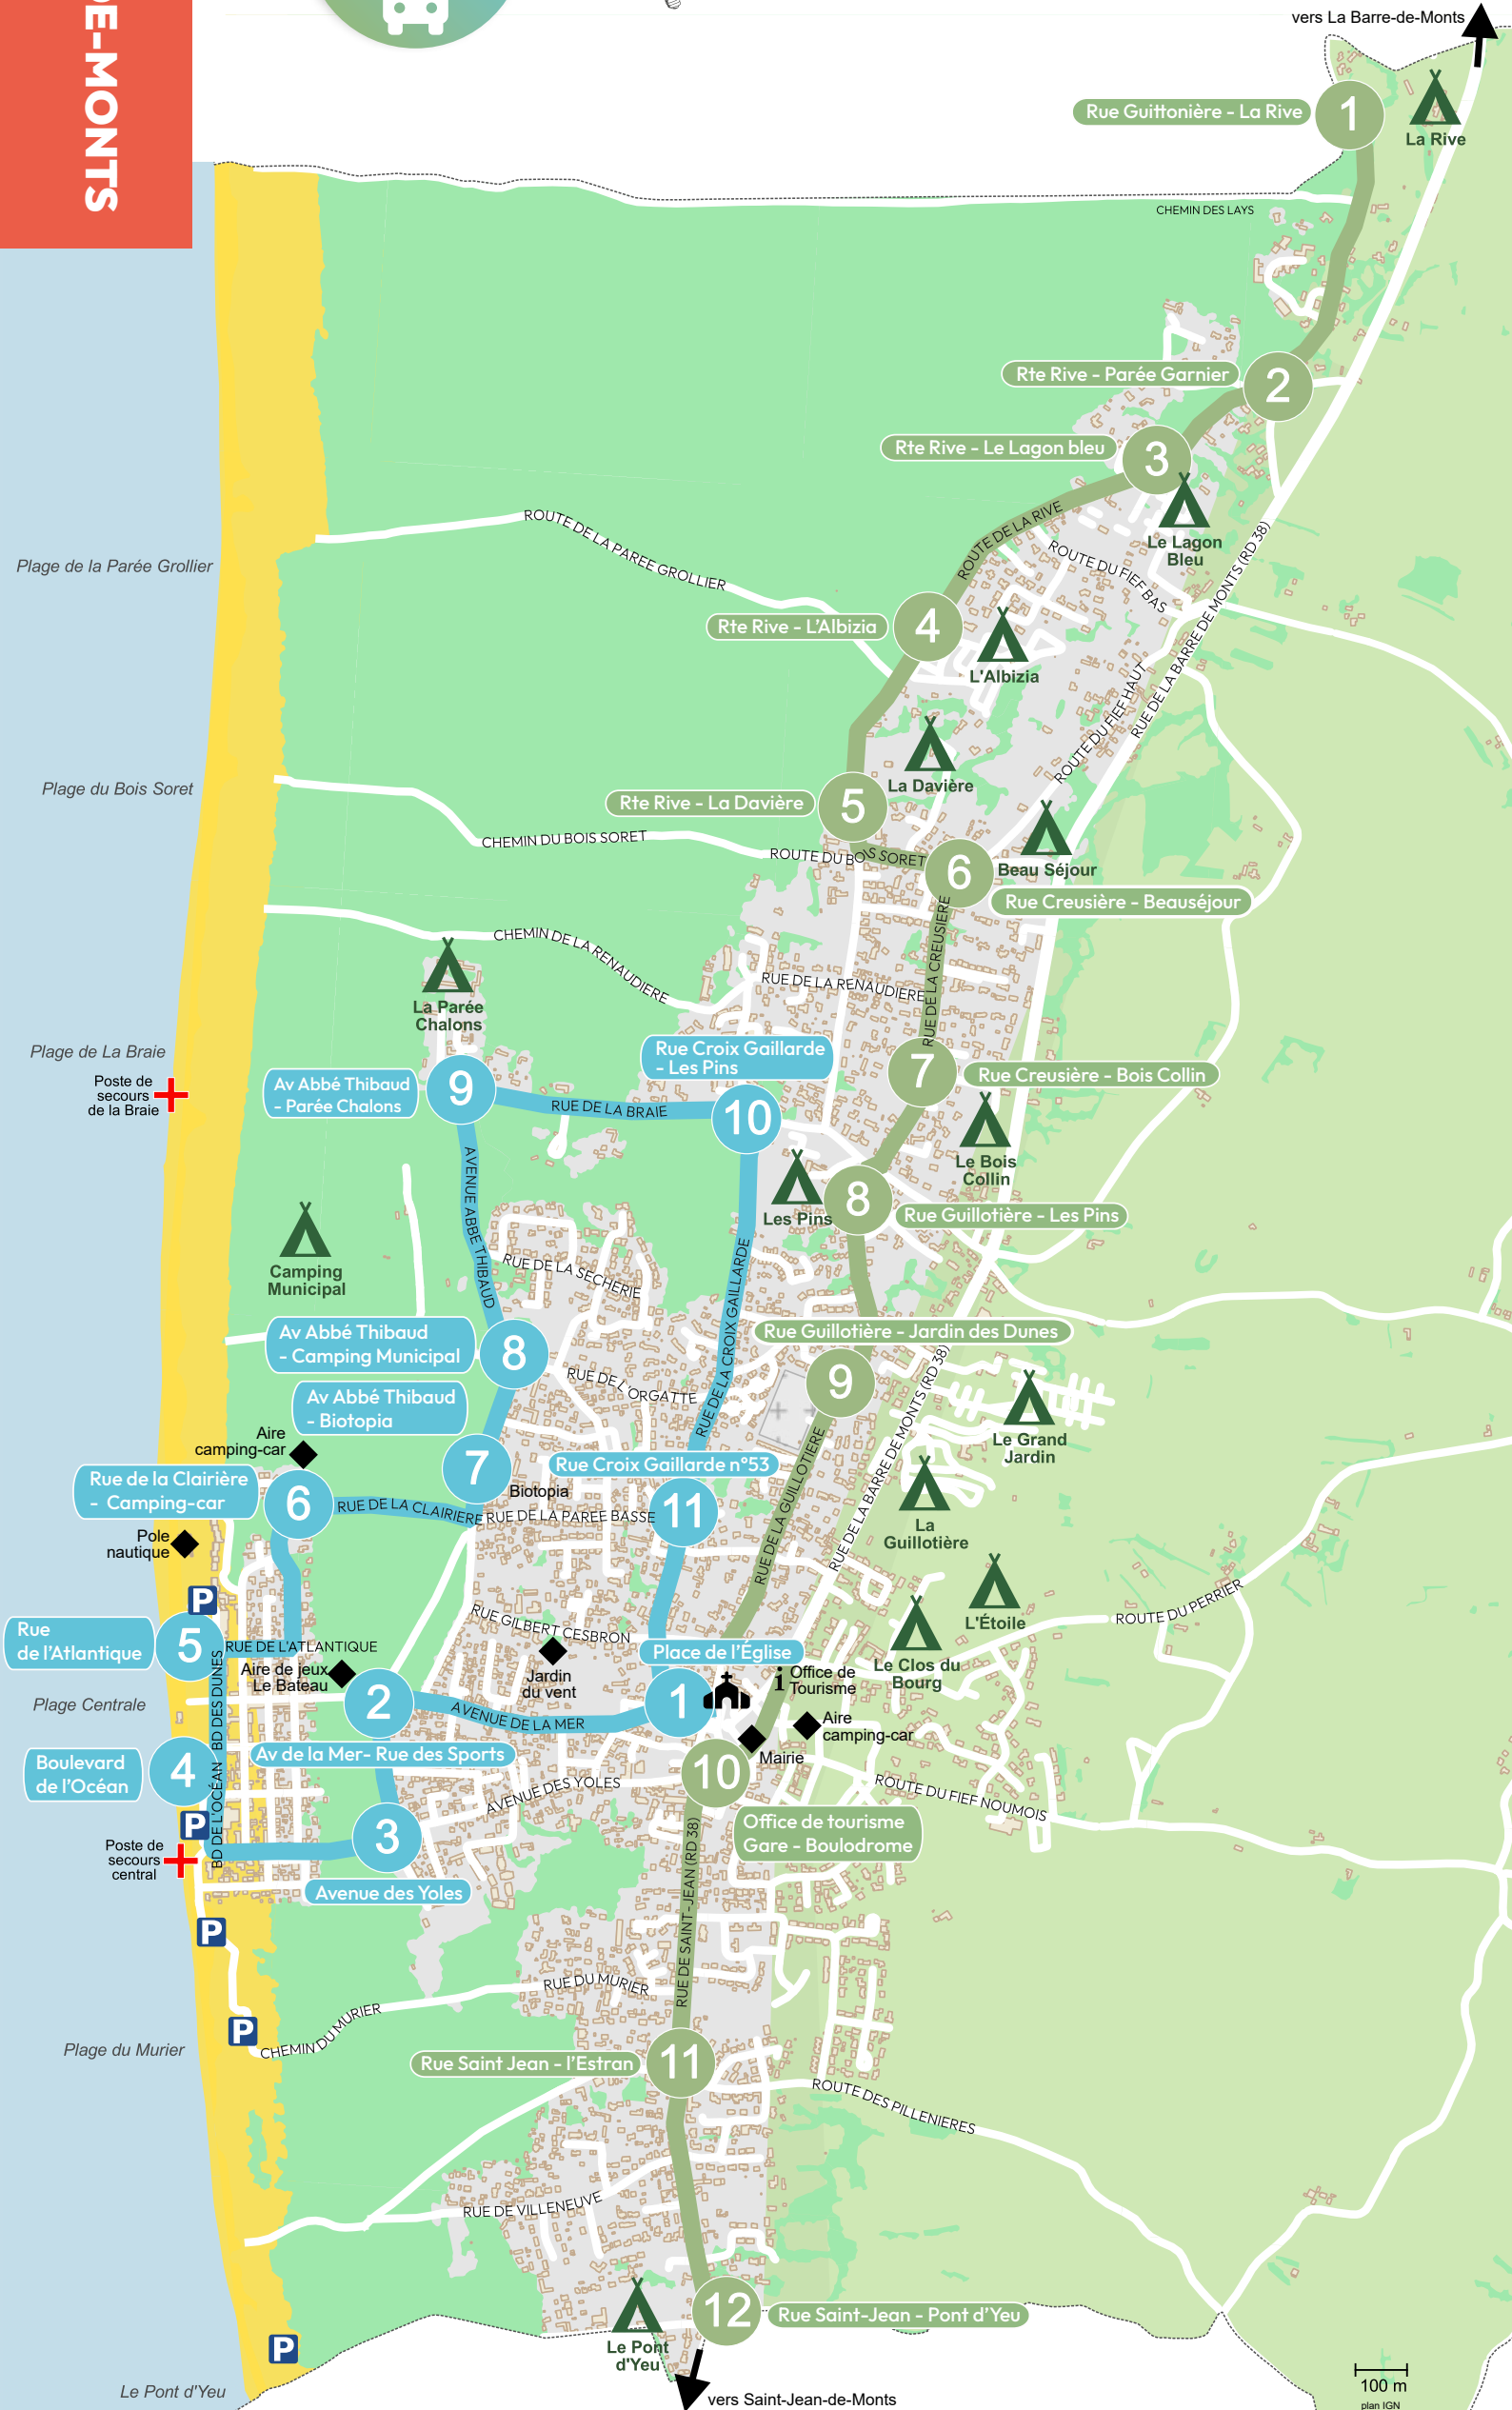 DE-MONTS
vers La Barre-de-Monts
Rue Guittonière - La Rive
1
La Rive
CHEMIN DES LAYS
Rte Rive - Parée Garnier
2
Rte Rive - Le Lagon bleu
3
Le Lagon
Bleu
ROUTE DE LA RIVE
ROUTE DU FIEF BAS
ROUTE DE LA PAREE GROLLIER
Plage de la Parée Grollier
RUE DE LA BARRE DE MONTS (RD 38)
Rte Rive - L'Albizia
4
L'Albizia
ROUTE DU FIEF HAUT
La Davière
Plage du Bois Soret
Rte Rive - La Davière
5
CHEMIN DU BOIS SORET
ROUTE DU BOIS SORET
6
Beau Séjour
Rue Creusière - Beauséjour
CHEMIN DE LA RENAUDIERE
RUE DE LA RENAUDIERE
RUE DE LA CREUSIERE
La Parée
Chalons
Plage de La Braie
Poste de
secours
de la Braie
Av Abbé Thibaud
- Parée Chalons
9
Rue Croix Gaillarde
- Les Pins
RUE DE LA BRAIE
10
7
Rue Creusière - Bois Collin
Le Bois
Collin
AVENUE ABBE THIBAUD
Les Pins
8
Rue Guillotière - Les Pins
Camping
Municipal
RUE DE LA SECHERIE
RUE DE LA CROIX GAILLARDE
Av Abbé Thibaud
- Camping Municipal
8
Rue Guillotière - Jardin des Dunes
9
RUE DE L'ORGATTE
Av Abbé Thibaud
- Biotopia
RUE DE LA BARRE DE MONTS (RD 38)
Le Grand
Jardin
Aire
camping-car
7
Biotopia
Rue Croix Gaillarde n°53
RUE DE LA GUILLOTIERE
Rue de la Clairière
- Camping-car
6
RUE DE LA CLAIRIERE
RUE DE LA PAREE BASSE
11
La
Guillotière
Pole
nautique
P
L'Étoile
ROUTE DU PERRIER
Rue
de l'Atlantique
5
RUE DE L'ATLANTIQUE
RUE GILBERT CESBRON
Place de l'Église
Le Clos du
Bourg
Aire de jeux
Le Bateau
Jardin
du vent
i
Office de
Tourisme
Plage Centrale
BD DES DUNES
2
AVENUE DE LA MER
1
Aire
camping-car
Mairie
Av de la Mer- Rue des Sports
Boulevard
de l'Océan
4
BD DE L'OCÉAN
AVENUE DES YOLES
10
ROUTE DU FIEF NOUMOIS
P
3
Office de tourisme
Gare - Boulodrome
Poste de
secours
central
Avenue des Yoles
RUE DE SAINT-JEAN (RD 38)
P
RUE DU MURIER
P
CHEMIN DU MURIER
Plage du Murier
Rue Saint Jean - l'Estran
11
ROUTE DES PILLENIERES
RUE DE VILLENEUVE
12
Rue Saint-Jean - Pont d'Yeu
Le Pont
d'Yeu
P
Le Pont d'Yeu
vers Saint-Jean-de-Monts
100 m
plan IGN